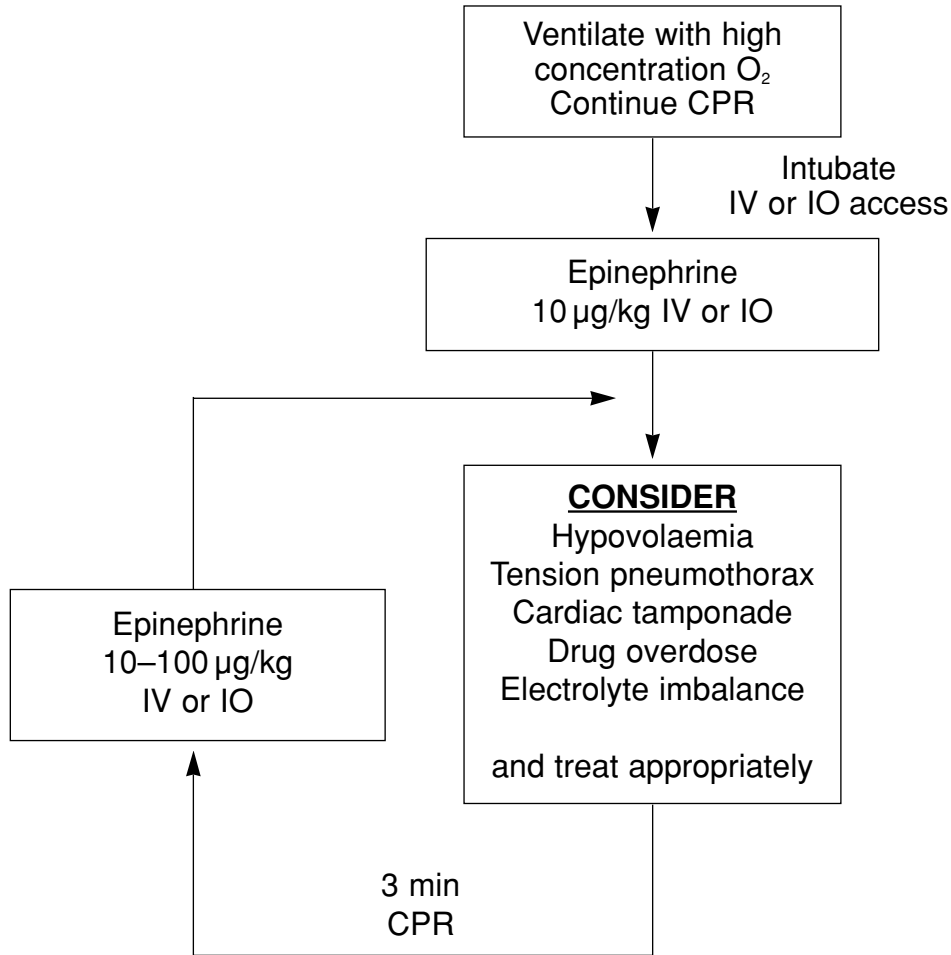 Ventilate with high
concentration O₂
Continue CPR
Intubate
IV or IO access
Epinephrine
10 µg/kg IV or IO
CONSIDER
Hypovolaemia
Tension pneumothorax
Cardiac tamponade
Drug overdose
Electrolyte imbalance
and treat appropriately
Epinephrine
10–100 µg/kg
IV or IO
3 min
CPR